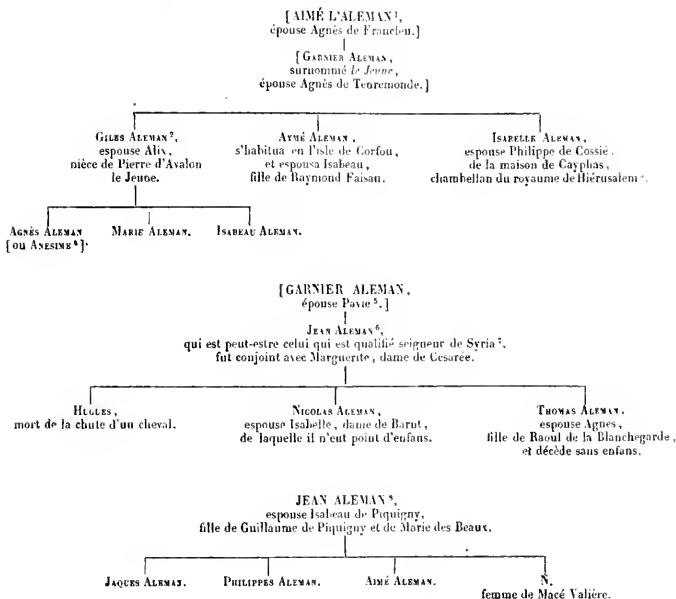 [AIMÉ L'ALEMAN¹,
épouse Agnès de Francleu.]
[GARNIER ALEMAN,
surnommé le Jeune,
épouse Agnès de Tenremonde.]
GILES ALEMAN²,
espouse Alix,
nièce de Pierre d'Avalon
le Jeune.
AYMÉ ALEMAN,
s'habitua en l'isle de Corfou,
et espousa Isabeau,
fille de Raymond Faisan.
ISABELLE ALEMAN,
espouse Philippe de Cossié,
de la maison de Cayphas,
chambellan du royaume de Hiérusalem
AGNÈS ALEMAN
[OU ANESIME⁴].
MARIE ALEMAN.
ISABEAU ALEMAN.
[GARNIER ALEMAN,
épouse Pavie⁵.]
JEAN ALEMAN⁶,
qui est peut-estre celui qui est qualifié seigneur de Syria⁷,
fut conjoint avec Marguerite, dame de Césarée.
HUGUES,
mort de la chute d'un cheval.
NICOLAS ALEMAN,
espouse Isabelle, dame de Barut,
de laquelle il n'eut point d'enfans.
THOMAS ALEMAN,
espouse Agnes,
fille de Raoul de la Blanchegarde,
et décède sans enfans.
JEAN ALEMAN,
espouse Isabeau de Piquigny,
fille de Guillaume de Piquigny et de Marie des Beaux.
JAQUES ALEMAN.
PHILIPPES ALEMAN.
AIMÉ ALEMAN.
N.
femme de Macé Valière.